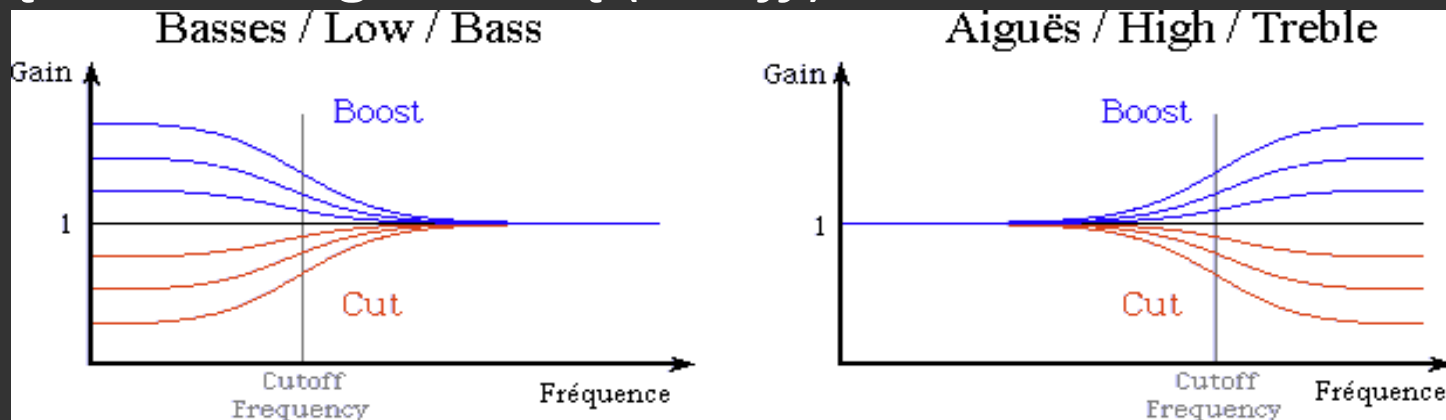 Basses / Low / Bass
Gain
Boost
1
Cut
Cutoff
Frequency
Fréquence
Aiguës / High / Treble
Gain
Boost
1
Cut
Cutoff
Frequency
Fréquence